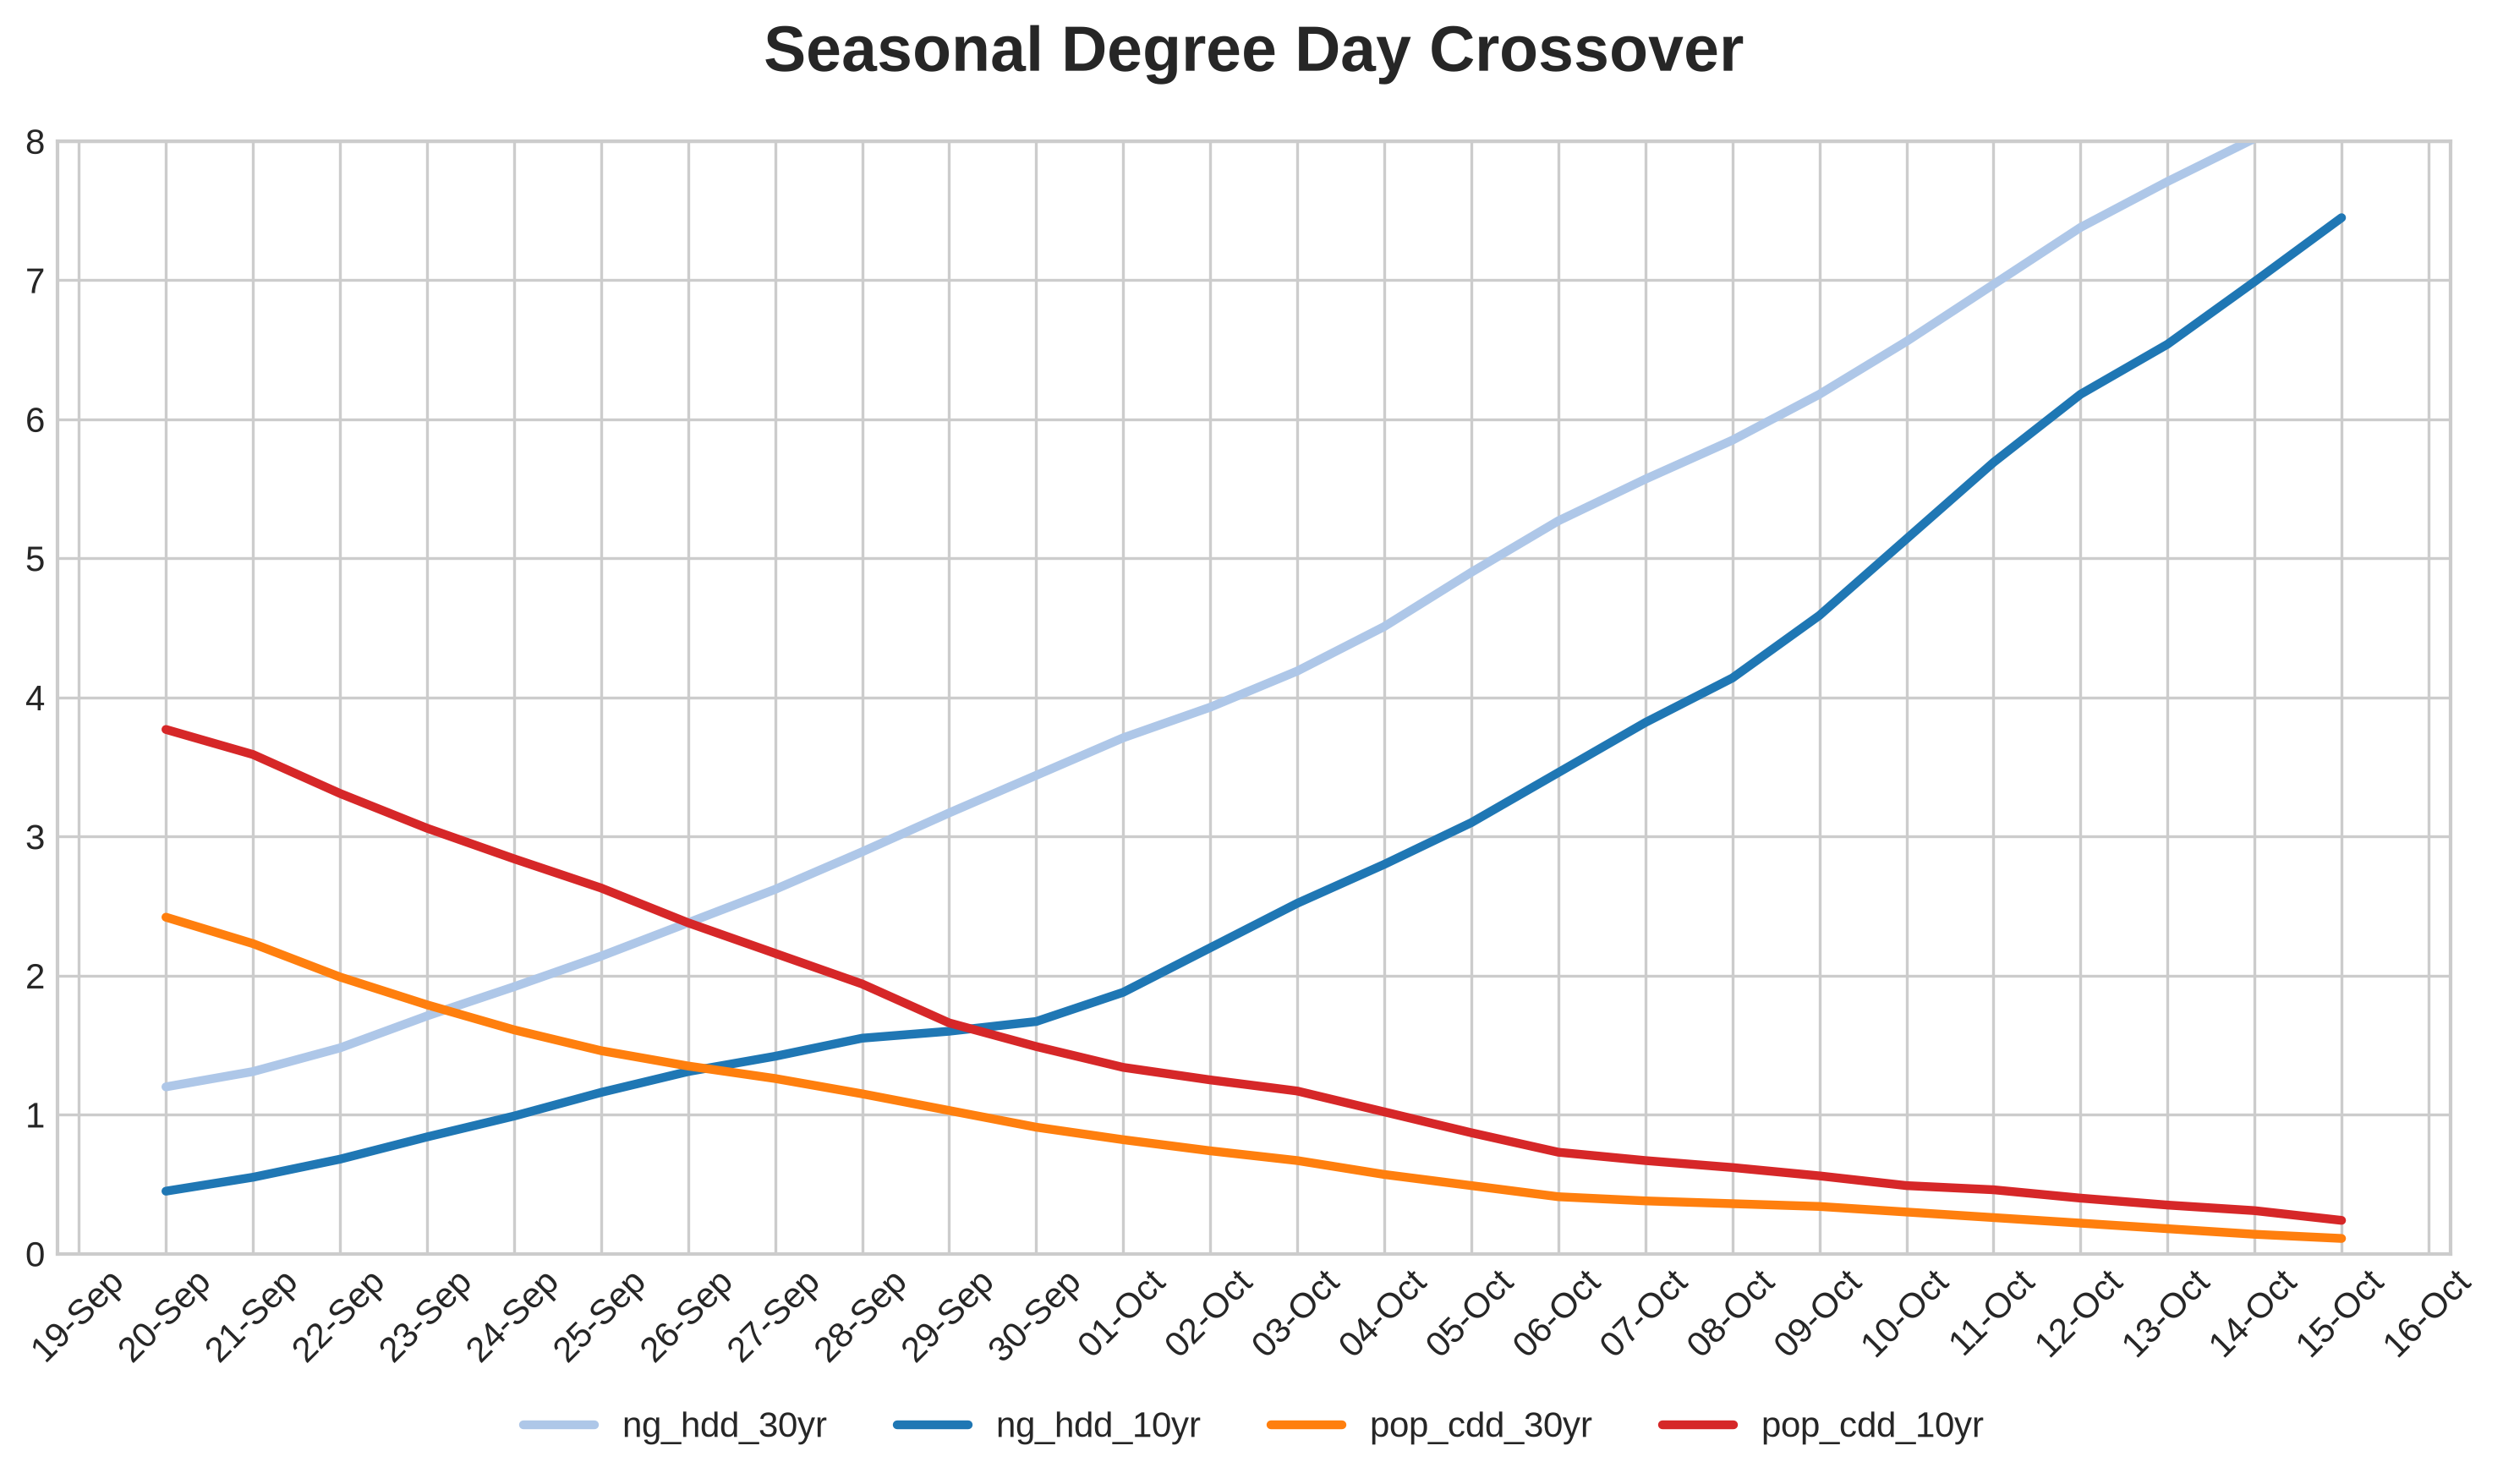 Seasonal Degree Day Crossover
8
7
6
5
4
3
2
1
0
19-Sep
20-Sep
21-Sep
22-Sep
23-Sep
24-Sep
25-Sep
26-Sep
27-Sep
28-Sep
29-Sep
30-Sep
01-Oct
02-Oct
03-Oct
04-Oct
05-Oct
06-Oct
07-Oct
08-Oct
09-Oct
10-Oct
11-Oct
12-Oct
13-Oct
14-Oct
15-Oct
16-Oct
ng_hdd_30yr ng_hdd_10yr pop_cdd_30yr pop_cdd_10yr